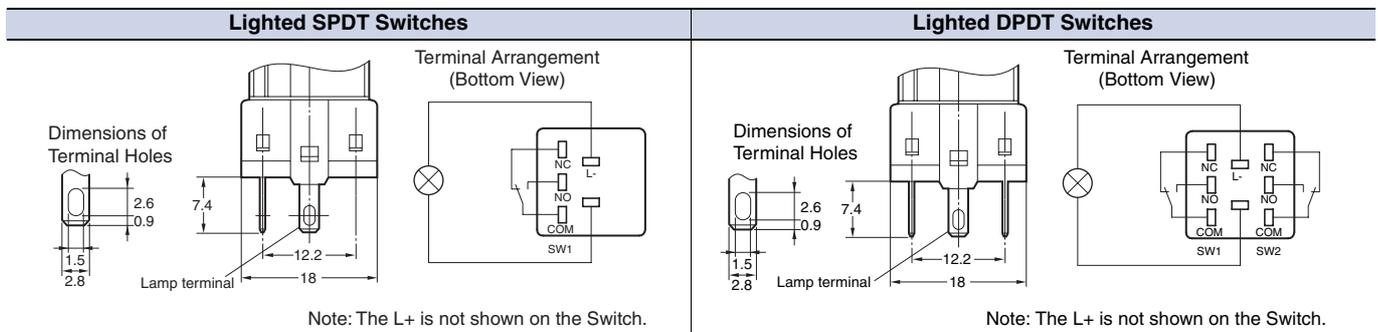 Lighted SPDT Switches
Terminal Arrangement
(Bottom View)
Dimensions of
Terminal Holes
2.6
0.9
1.5
2.8
7.4
12.2
18
Lamp terminal
NC
L-
NO
COM
SW1
Note: The L+ is not shown on the Switch.
Lighted DPDT Switches
Terminal Arrangement
(Bottom View)
Dimensions of
Terminal Holes
2.6
0.9
1.5
2.8
7.4
12.2
18
Lamp terminal
NC NC
L-
NO NO
COM COM
SW1 SW2
Note: The L+ is not shown on the Switch.